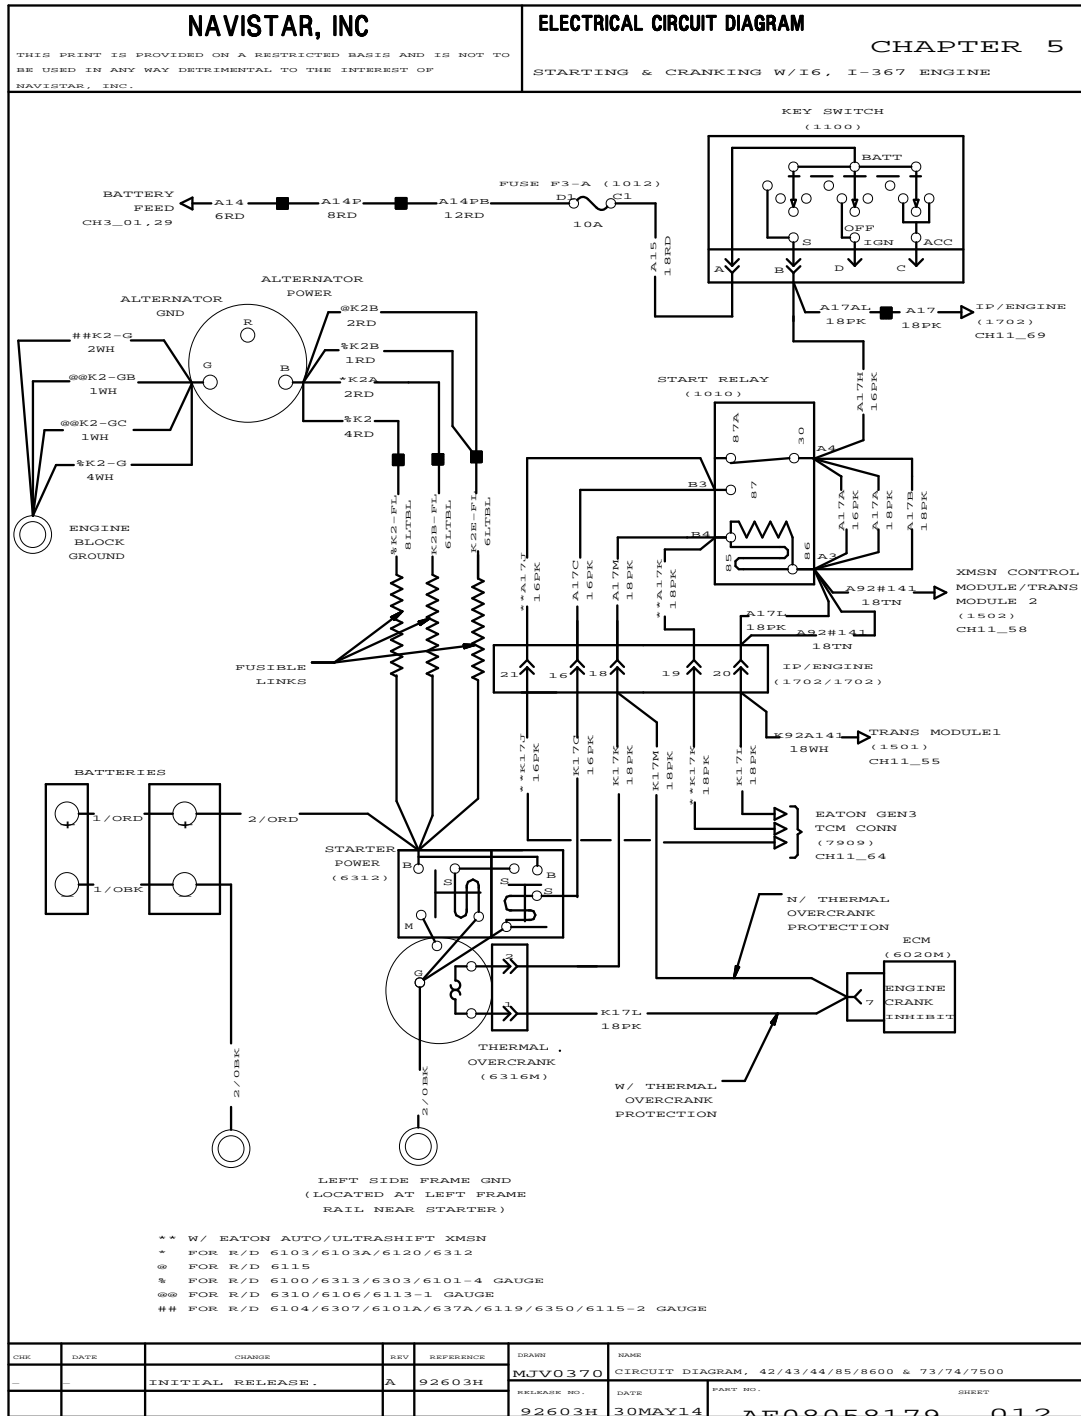 NAVISTAR, INC
THIS PRINT IS PROVIDED ON A RESTRICTED BASIS AND IS NOT TO
BE USED IN ANY WAY DETRIMENTAL TO THE INTEREST OF
NAVISTAR, INC.
ELECTRICAL CIRCUIT DIAGRAM
CHAPTER 5
STARTING & CRANKING W/I6, I-367 ENGINE
KEY SWITCH
(1100)
BATT
OFF
S
IGN
ACC
A
B
D
C
BATTERY
FEED
CH3_01,29
A14
6RD
A14P
8RD
A14PB
12RD
FUSE F3-A (1012)
D1
C1
10A
A15
18RD
A17AL
18PK
A17
18PK
IP/ENGINE
(1702)
CH11_69
A17H
16PK
ALTERNATOR
GND
ALTERNATOR
POWER
R
G
B
##K2-G
2WH
@@K2-GB
1WH
@@K2-GC
1WH
%K2-G
4WH
ENGINE
BLOCK
GROUND
@K2B
2RD
%K2B
1RD
*K2A
2RD
%K2
4RD
%K2-FL
8LTBL
K2B-FL
6LTBL
K2E-FL
6LTBL
FUSIBLE
LINKS
START RELAY
(1010)
87A
30
A4
B3
87
B4
85
86
A3
A17A
16PK
A17A
18PK
A17B
18PK
**A17J
16PK
A17C
16PK
A17M
18PK
**A17K
18PK
A17L
18PK
A92#141
18TN
A92#141
18TN
XMSN CONTROL
MODULE/TRANS
MODULE 2
(1502)
CH11_58
21
16
18
19
20
IP/ENGINE
(1702/1702)
**K17J
16PK
K17C
16PK
K17K
18PK
K17M
18PK
**K17K
18PK
K17L
18PK
K92A141
18WH
TRANS MODULE1
(1501)
CH11_55
EATON GEN3
TCM CONN
(7909)
CH11_64
BATTERIES
1/ORD
2/ORD
1/OBK
+
+
-
-
STARTER
POWER
(6312)
B
S
S
B
S
M
G
2
1
K17L
18PK
THERMAL
OVERCRANK
(6316M)
N/ THERMAL
OVERCRANK
PROTECTION
ECM
(6020M)
7
ENGINE
CRANK
INHIBIT
W/ THERMAL
OVERCRANK
PROTECTION
2/0BK
2/0BK
LEFT SIDE FRAME GND
(LOCATED AT LEFT FRAME
RAIL NEAR STARTER)
** W/ EATON AUTO/ULTRASHIFT XMSN
* FOR R/D 6103/6103A/6120/6312
@ FOR R/D 6115
% FOR R/D 6100/6313/6303/6101-4 GAUGE
@@ FOR R/D 6310/6106/6113-1 GAUGE
## FOR R/D 6104/6307/6101A/637A/6119/6350/6115-2 GAUGE
CHK DATE CHANGE REV REFERENCE
- - INITIAL RELEASE. A 92603H
DRAWN
MJV0370
NAME
CIRCUIT DIAGRAM, 42/43/44/85/8600 & 73/74/7500
RELEASE NO.
92603H
DATE
30MAY14
PART NO.
AE08058179
SHEET
012